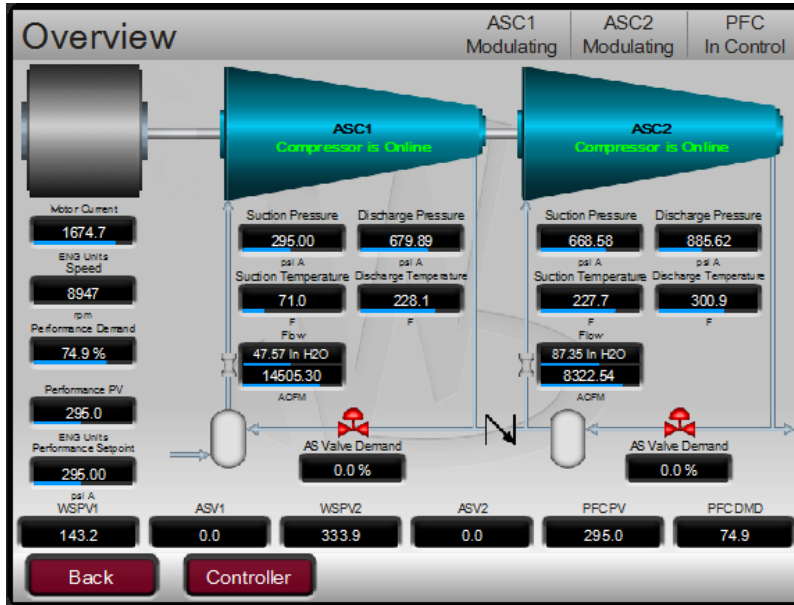 Overview
ASC1 Modulating
ASC2 Modulating
PFC In Control
ASC1
Compressor is Online
ASC2
Compressor is Online
Motor Current
1674.7
ENG Units
Speed
8947
rpm
Performance Demand
74.9 %
Performance PV
295.0
ENG Units
Performance Setpoint
295.00
psi A
Suction Pressure
295.00
psi A
Discharge Pressure
679.89
psi A
Suction Temperature
71.0
F
Discharge Temperature
228.1
F
Flow
47.57 In H2O
14505.30
ACFM
AS Valve Demand
0.0 %
Suction Pressure
668.58
psi A
Discharge Pressure
885.62
psi A
Suction Temperature
227.7
F
Discharge Temperature
300.9
F
Flow
87.35 In H2O
8322.54
ACFM
AS Valve Demand
0.0 %
WSPV1
143.2
ASV1
0.0
WSPV2
333.9
ASV2
0.0
PFC PV
295.0
PFC DMD
74.9
Back
Controller